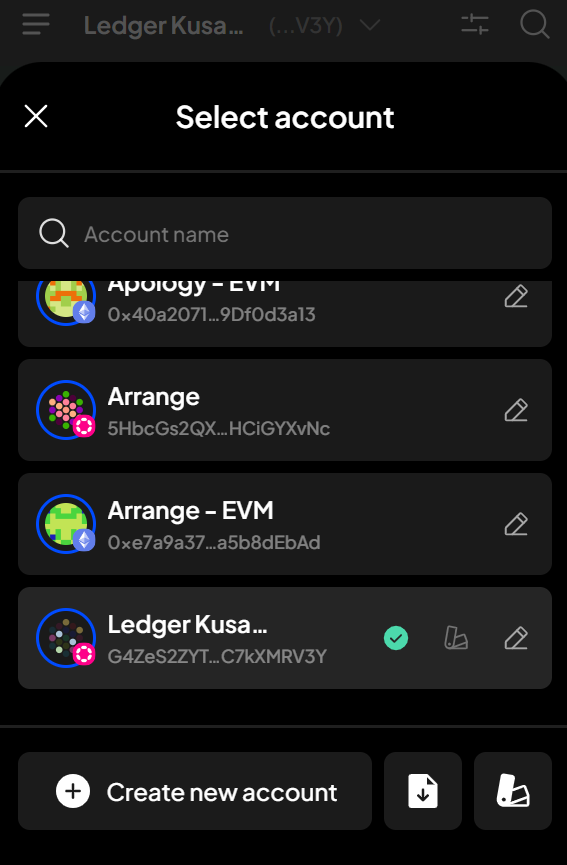 Ledger Kusa... (...V3Y)
Select account
Account name
Apology - EVM
0x40a2071...9Df0d3a13
Arrange
5HbcGs2QX...HCiGYXvNc
Arrange - EVM
0xe7a9a37...a5b8dEbAd
Ledger Kusa...
G4ZeS2ZYT...C7kXMRV3Y
Create new account